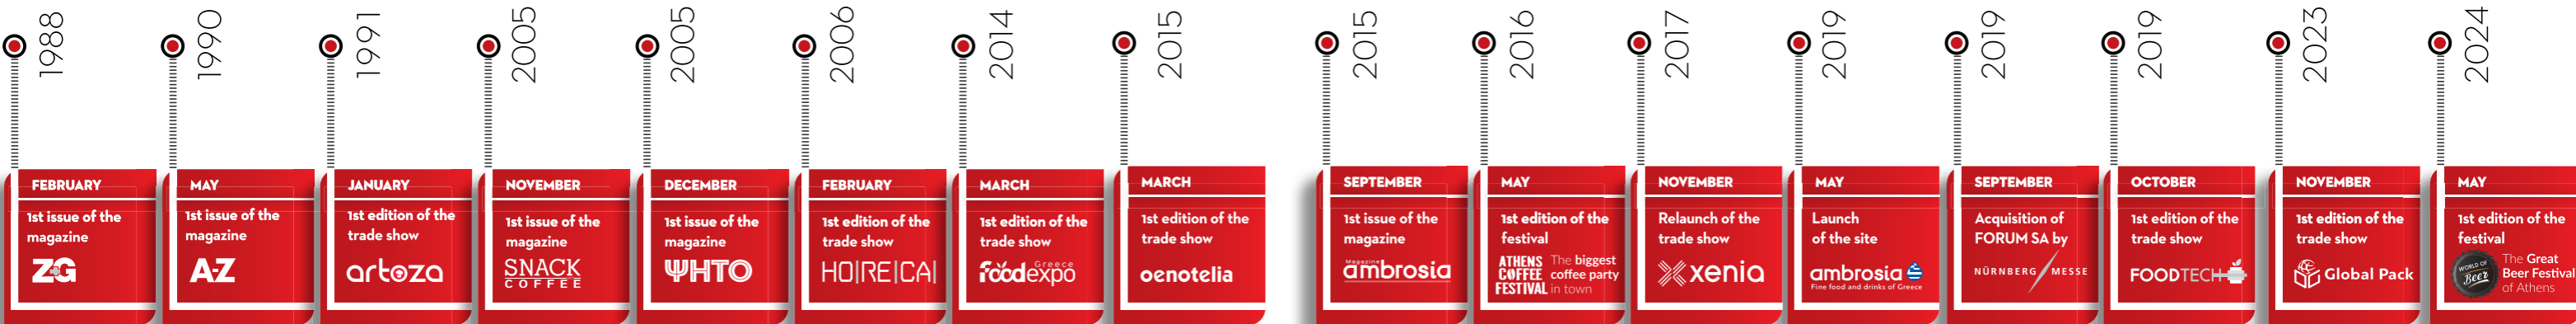 1988
FEBRUARY
1st issue of the
magazine
ZG
1990
MAY
1st issue of the
magazine
A-Z
1991
JANUARY
1st edition of the
trade show
artoza
2005
NOVEMBER
1st issue of the
magazine
SNACK
COFFEE
2005
DECEMBER
1st issue of the
magazine
ΨΗΤΟ
2006
FEBRUARY
1st edition of the
trade show
HO|RE|CA|
2014
MARCH
1st edition of the
trade show
Greece
foodexpo
2015
MARCH
1st edition of the
trade show
oenotelia
2015
SEPTEMBER
1st issue of the
magazine
Magazine
ambrosia
2016
MAY
1st edition of the
festival
ATHENS
COFFEE
FESTIVAL
The biggest
coffee party
in town
2017
NOVEMBER
Relaunch of the
trade show
xenia
2019
MAY
Launch
of the site
ambrosia
Fine food and drinks of Greece
2019
SEPTEMBER
Acquisition of
FORUM SA by
NÜRNBERG MESSE
2019
OCTOBER
1st edition of the
trade show
FOODTECH
2023
NOVEMBER
1st edition of the
trade show
Global Pack
2024
MAY
1st edition of the
festival
WORLD OF
Beer
The Great
Beer Festival
of Athens